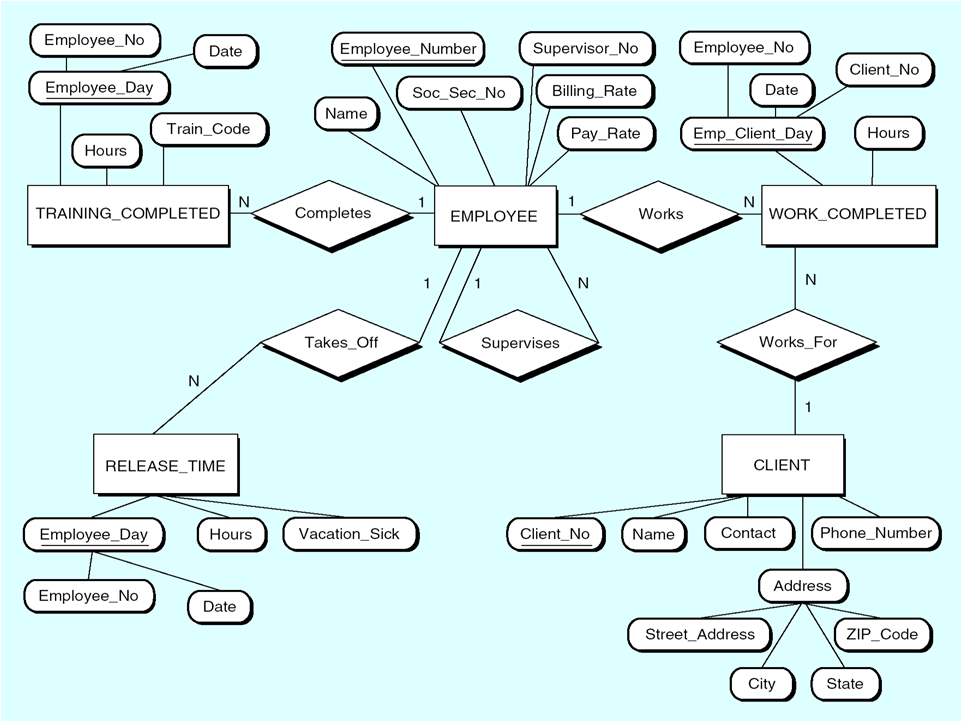 Employee_No
Date
Employee_Day
Train_Code
Hours
Employee_Number
Supervisor_No
Soc_Sec_No
Billing_Rate
Name
Pay_Rate
Employee_No
Client_No
Date
Emp_Client_Day
Hours
TRAINING_COMPLETED
N
Completes
1
EMPLOYEE
1
Works
N
WORK_COMPLETED
1
1
N
N
Takes_Off
Supervises
Works_For
N
1
RELEASE_TIME
CLIENT
Employee_Day
Hours
Vacation_Sick
Client_No
Name
Contact
Phone_Number
Employee_No
Date
Address
Street_Address
ZIP_Code
City
State